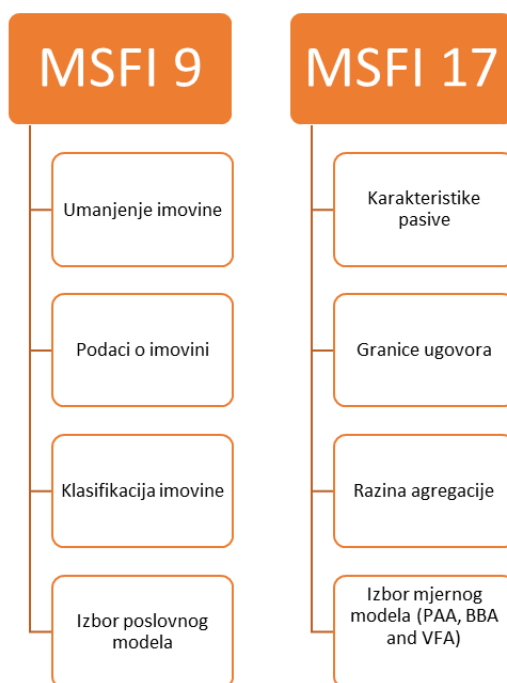 MSFI 9
Umanjenje imovine
Podaci o imovini
Klasifikacija imovine
Izbor poslovnog
modela
MSFI 17
Karakteristike
pasive
Granice ugovora
Razina agregacije
Izbor mjernog
modela (PAA, BBA
and VFA)